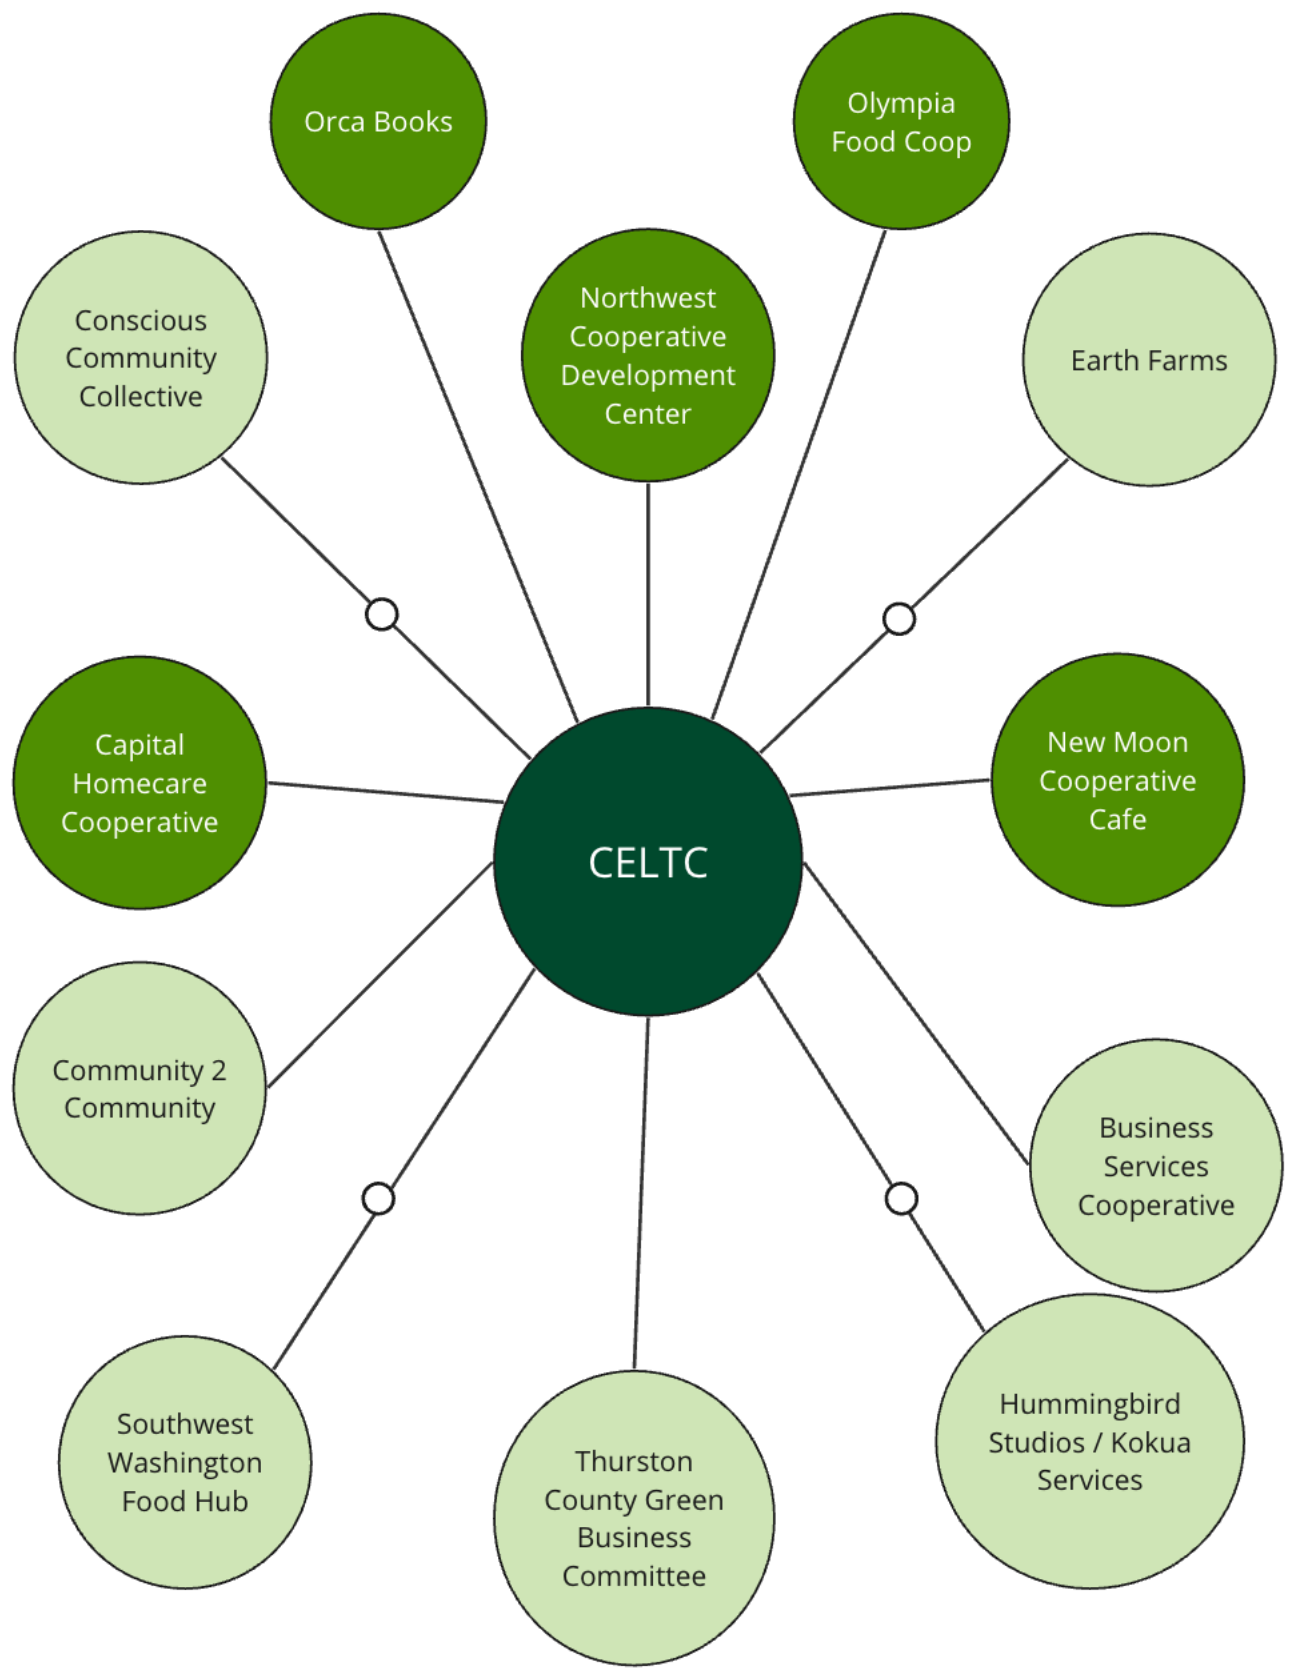 Orca Books
Olympia
Food Coop
Conscious
Community
Collective
Northwest
Cooperative
Development
Center
Earth Farms
Capital
Homecare
Cooperative
CELTC
New Moon
Cooperative
Cafe
Community 2
Community
Business
Services
Cooperative
Southwest
Washington
Food Hub
Thurston
County Green
Business
Committee
Hummingbird
Studios / Kokua
Services